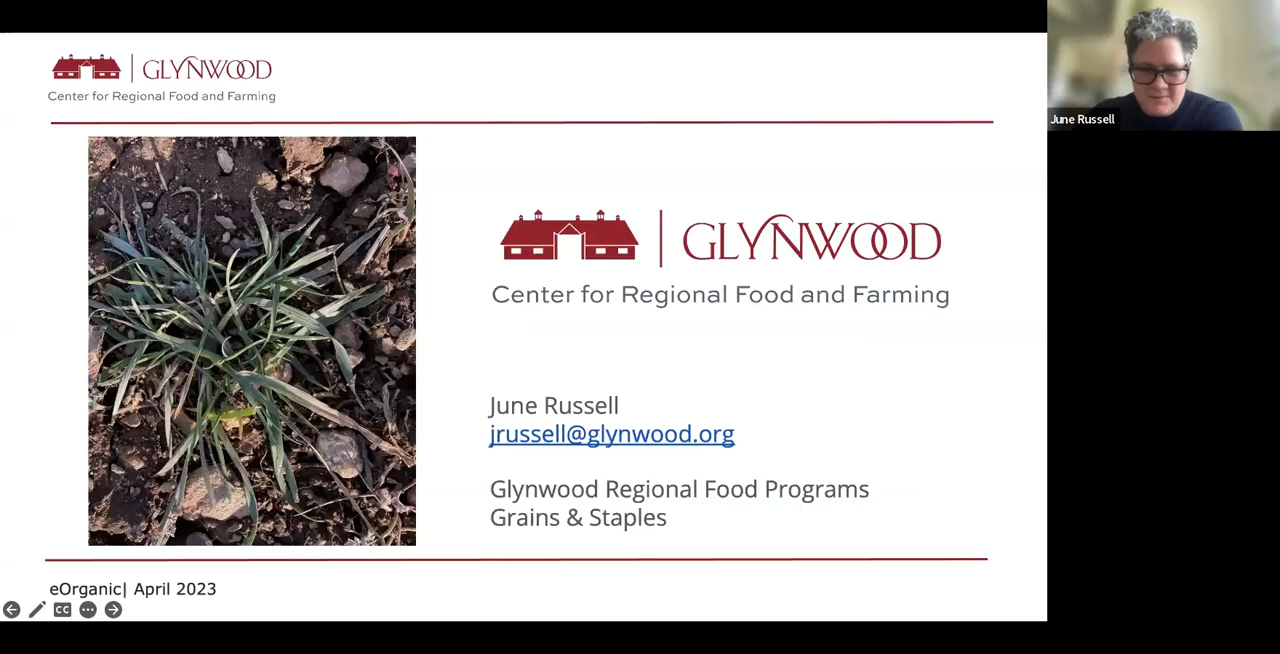 GLYNWOOD
Center for Regional Food and Farming
June Russell
GLYNWOOD
Center for Regional Food and Farming
June Russell
jrussell@glynwood.org
Glynwood Regional Food Programs
Grains & Staples
eOrganic| April 2023
CC